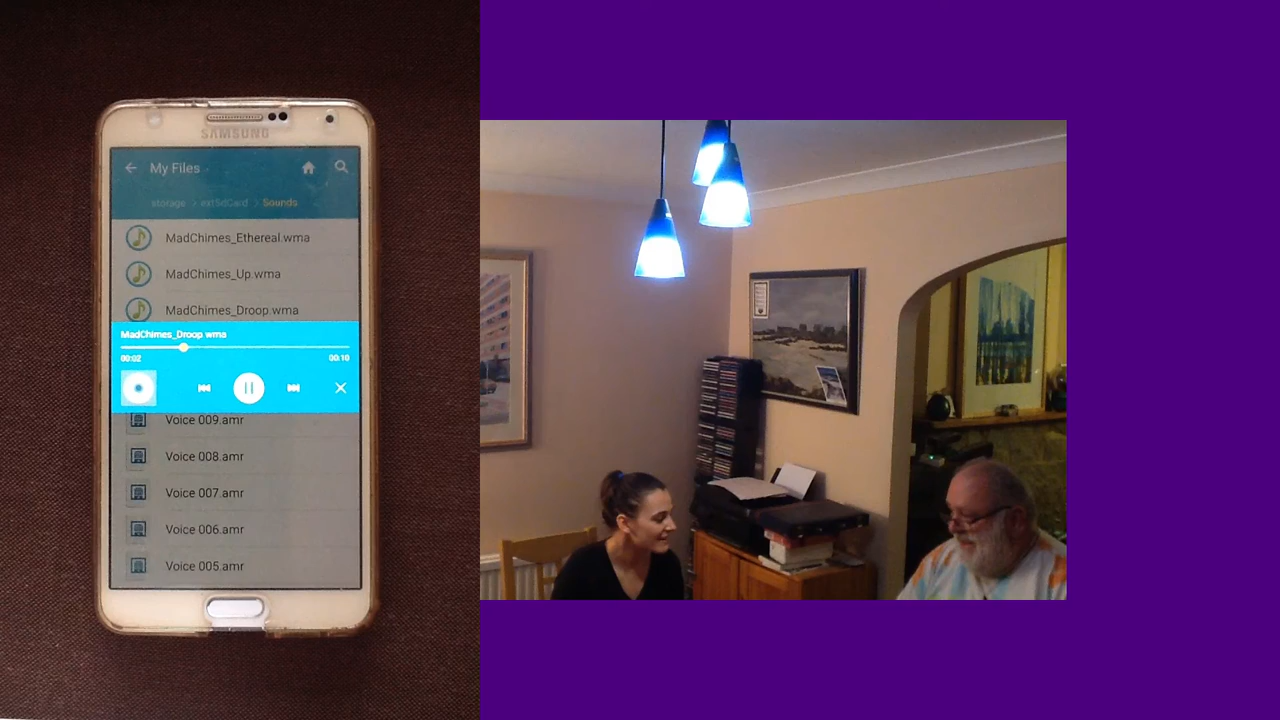 SAMSUNG
My Files
storage > extSdCard > Sounds
MadChimes_Ethereal.wma
MadChimes_Up.wma
MadChimes_Droop.wma
MadChimes_Droop.wma
00:02 00:10
Voice 009.amr
Voice 008.amr
Voice 007.amr
Voice 006.amr
Voice 005.amr